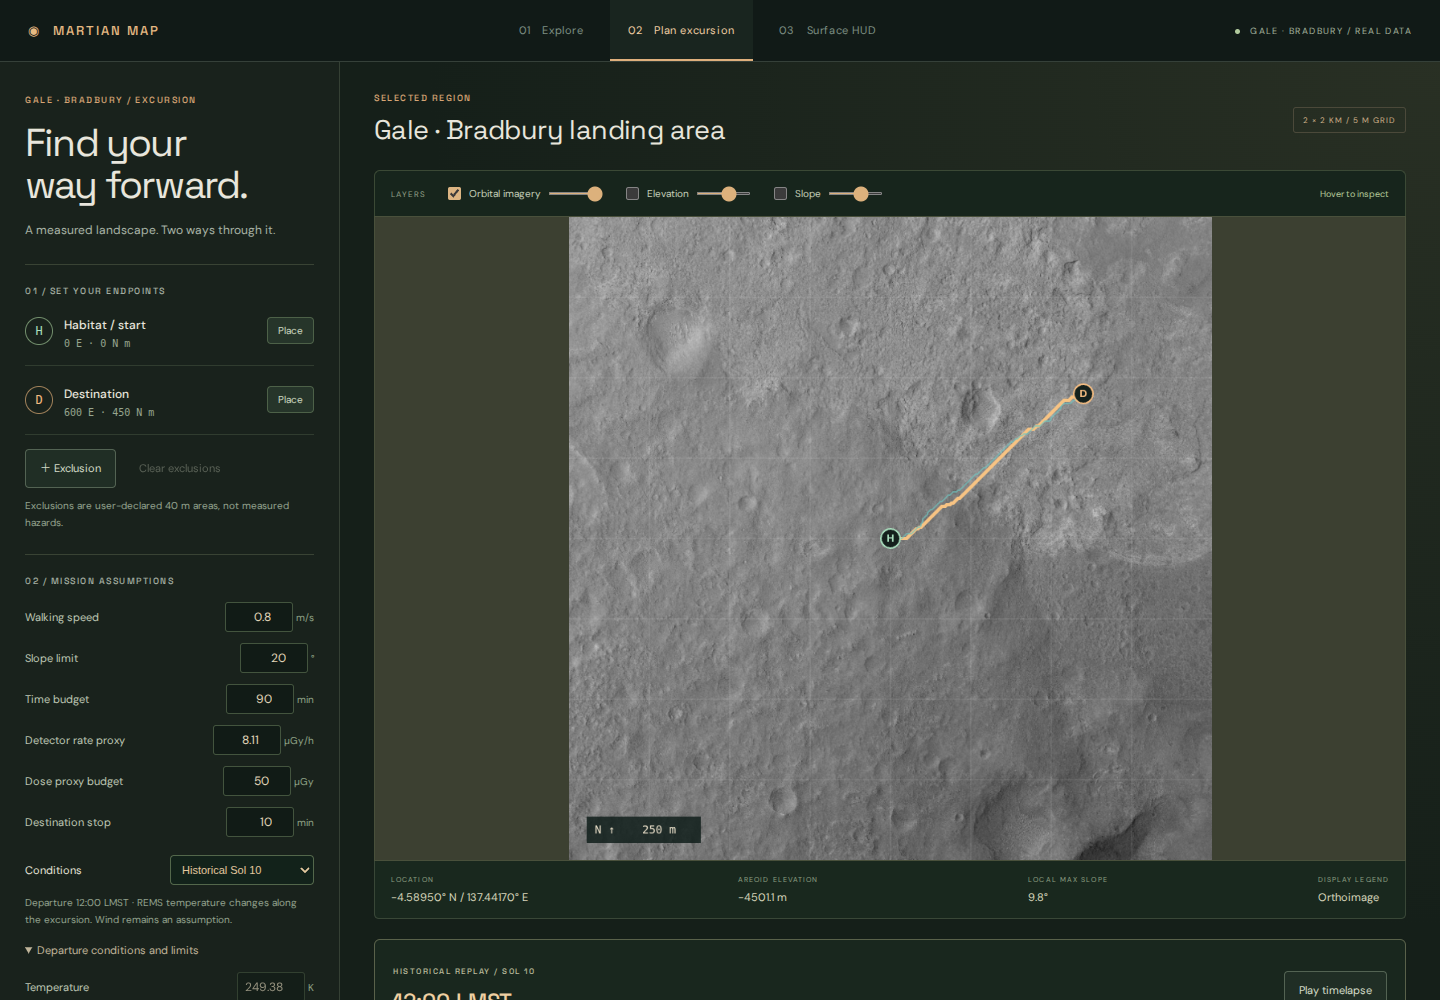 MARTIAN MAP
01 Explore
02 Plan excursion
03 Surface HUD
GALE · BRADBURY / REAL DATA
GALE · BRADBURY / EXCURSION
Find your
way forward.
A measured landscape. Two ways through it.
01 / SET YOUR ENDPOINTS
H
Habitat / start
0 E · 0 N m
Place
D
Destination
600 E · 450 N m
Place
+ Exclusion
Clear exclusions
Exclusions are user-declared 40 m areas, not measured
hazards.
02 / MISSION ASSUMPTIONS
Walking speed 0.8 m/s
Slope limit 20 °
Time budget 90 min
Detector rate proxy 8.11 µGy/h
Dose proxy budget 50 µGy
Destination stop 10 min
Conditions Historical Sol 10
Departure 12:00 LMST · REMS temperature changes along
the excursion. Wind remains an assumption.
▼ Departure conditions and limits
Temperature 249.38 K
SELECTED REGION
Gale · Bradbury landing area
2 × 2 KM / 5 M GRID
LAYERS
Orbital imagery
Elevation
Slope
Hover to inspect
D
H
N ↑ 250 m
LOCATION
-4.58950° N / 137.44170° E
AREOID ELEVATION
-4501.1 m
LOCAL MAX SLOPE
9.8°
DISPLAY LEGEND
Orthoimage
HISTORICAL REPLAY / SOL 10
12:00 LMST
Play timelapse